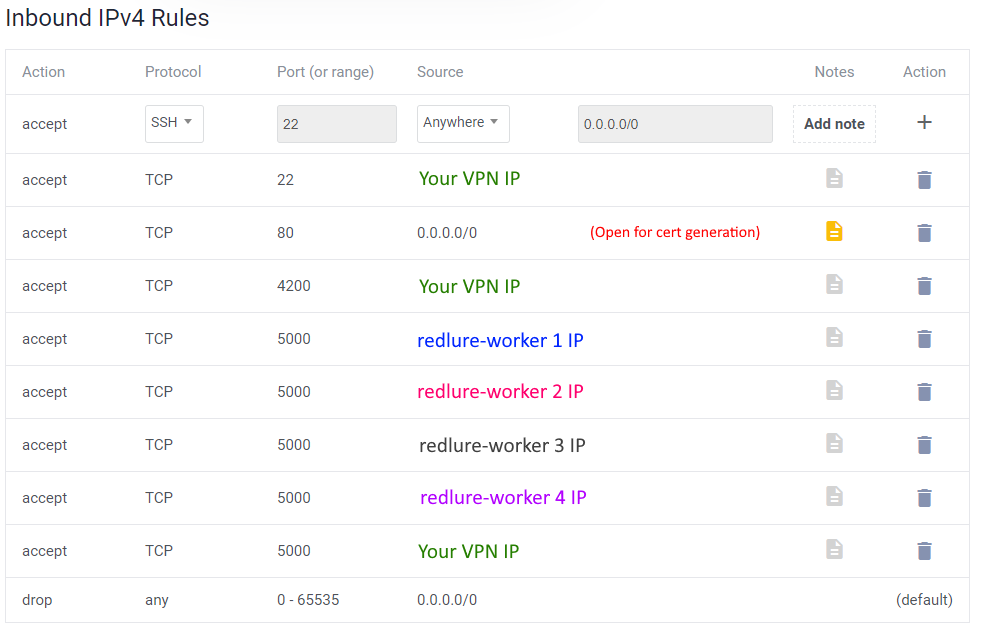 Inbound IPv4 Rules
Action Protocol Port (or range) Source Notes Action
accept SSH 22 Anywhere 0.0.0.0/0 Add note +
accept TCP 22 Your VPN IP
accept TCP 80 0.0.0.0/0 (Open for cert generation)
accept TCP 4200 Your VPN IP
accept TCP 5000 redlure-worker 1 IP
accept TCP 5000 redlure-worker 2 IP
accept TCP 5000 redlure-worker 3 IP
accept TCP 5000 redlure-worker 4 IP
accept TCP 5000 Your VPN IP
drop any 0 - 65535 0.0.0.0/0 (default)